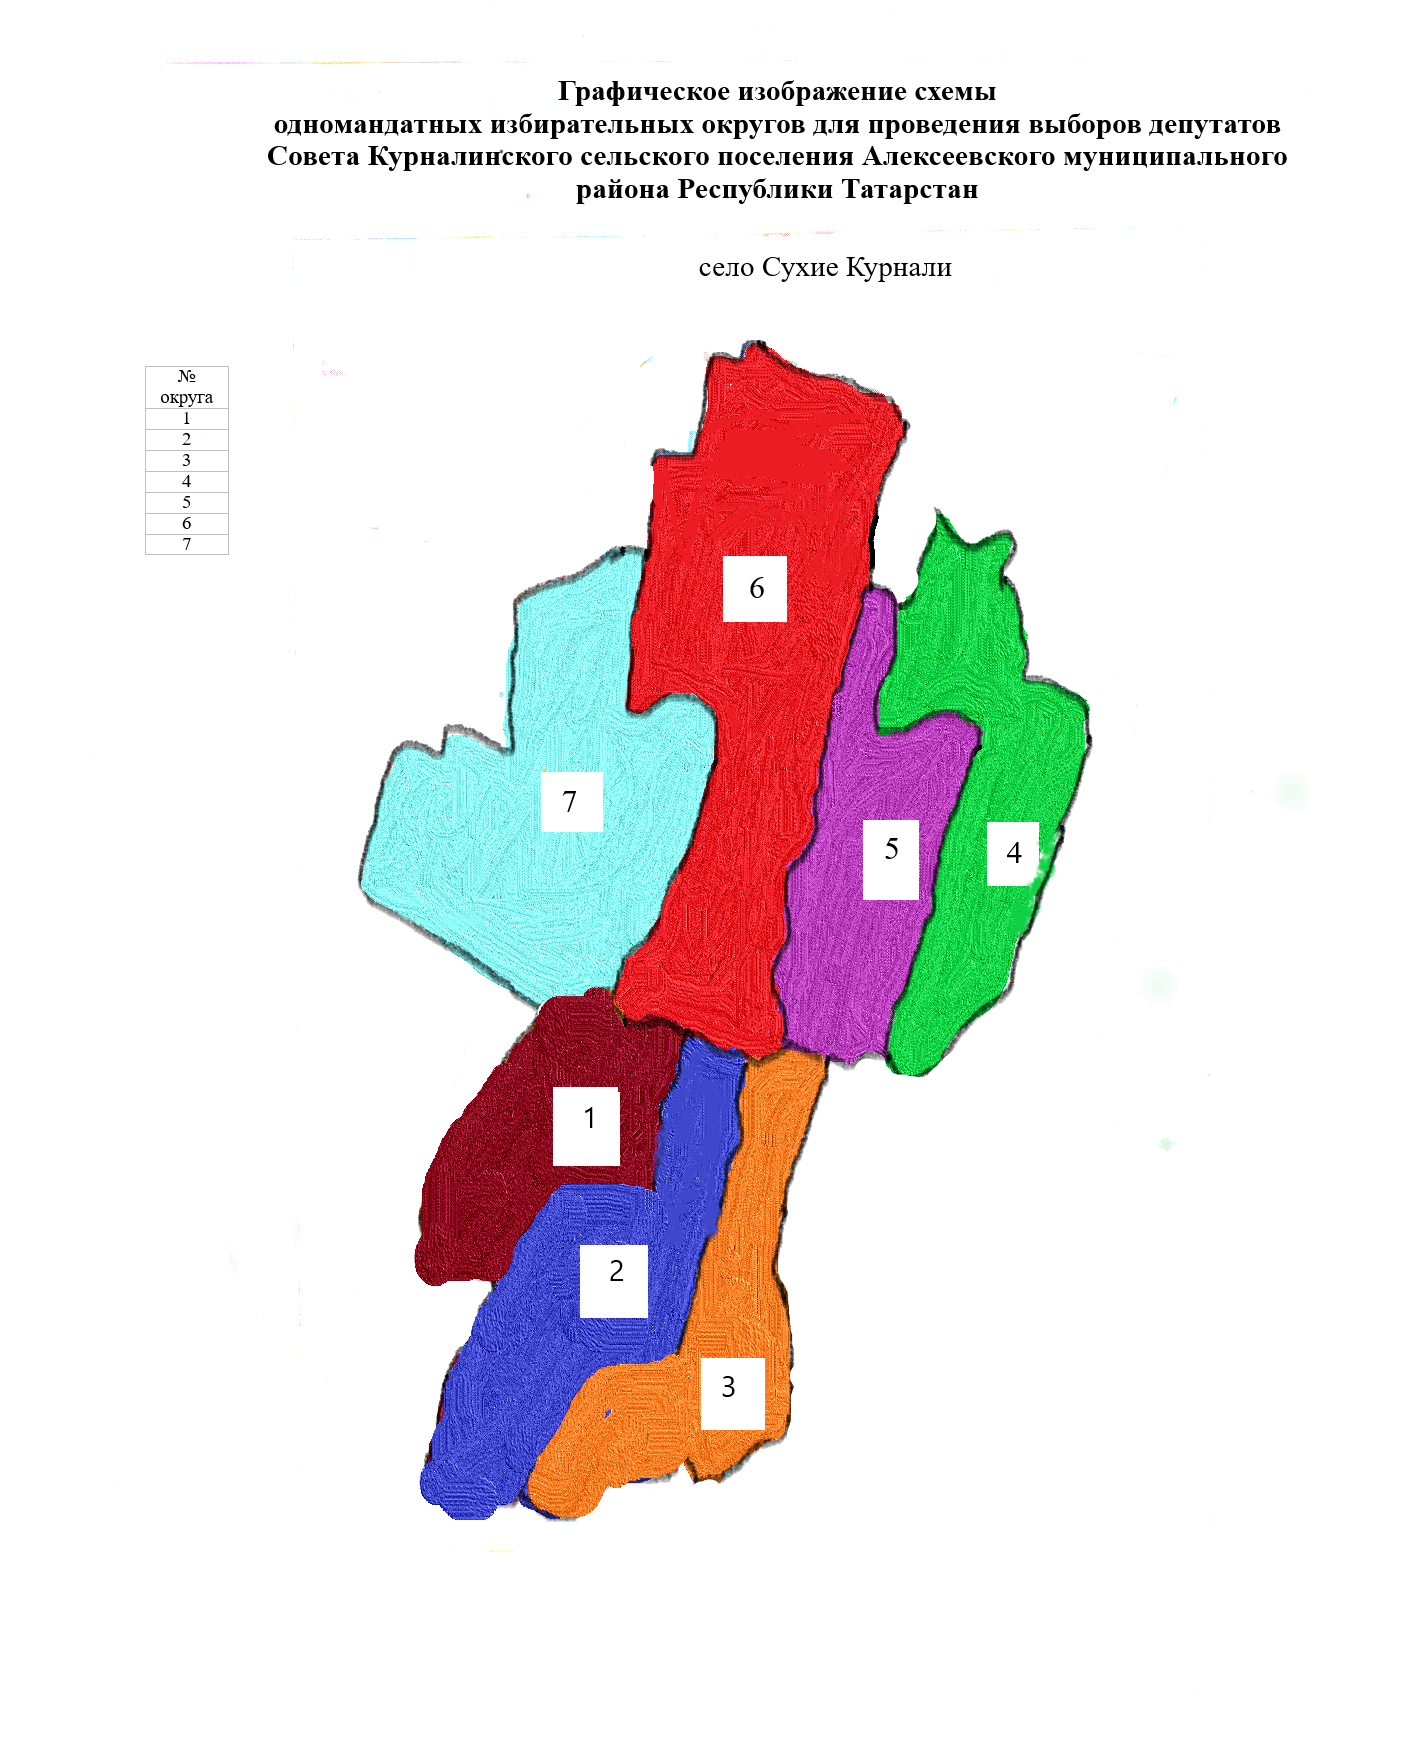 Графическое изображение схемы
одномандатных избирательных округов для проведения выборов депутатов
Совета Курналинского сельского поселения Алексеевского муниципального
района Республики Татарстан
село Сухие Курнали
№
округа
1
2
3
4
5
6
7
6
7
5
4
1
2
3